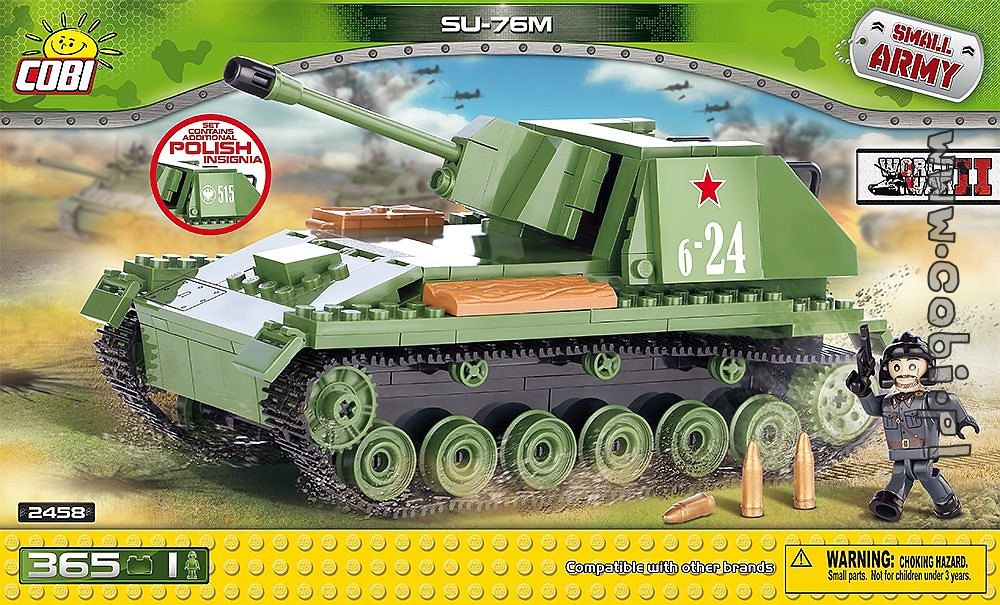 SU-76M
COBI
SMALL
ARMY
SET
CONTAINS
ADDITIONAL
POLISH
INSIGNIA
515
WORLD
WAR
II
6-24
www.cobi.pl
2458
365
Compatible with other brands
WARNING: CHOKING HAZARD.
Small parts. Not for children under 3 years.